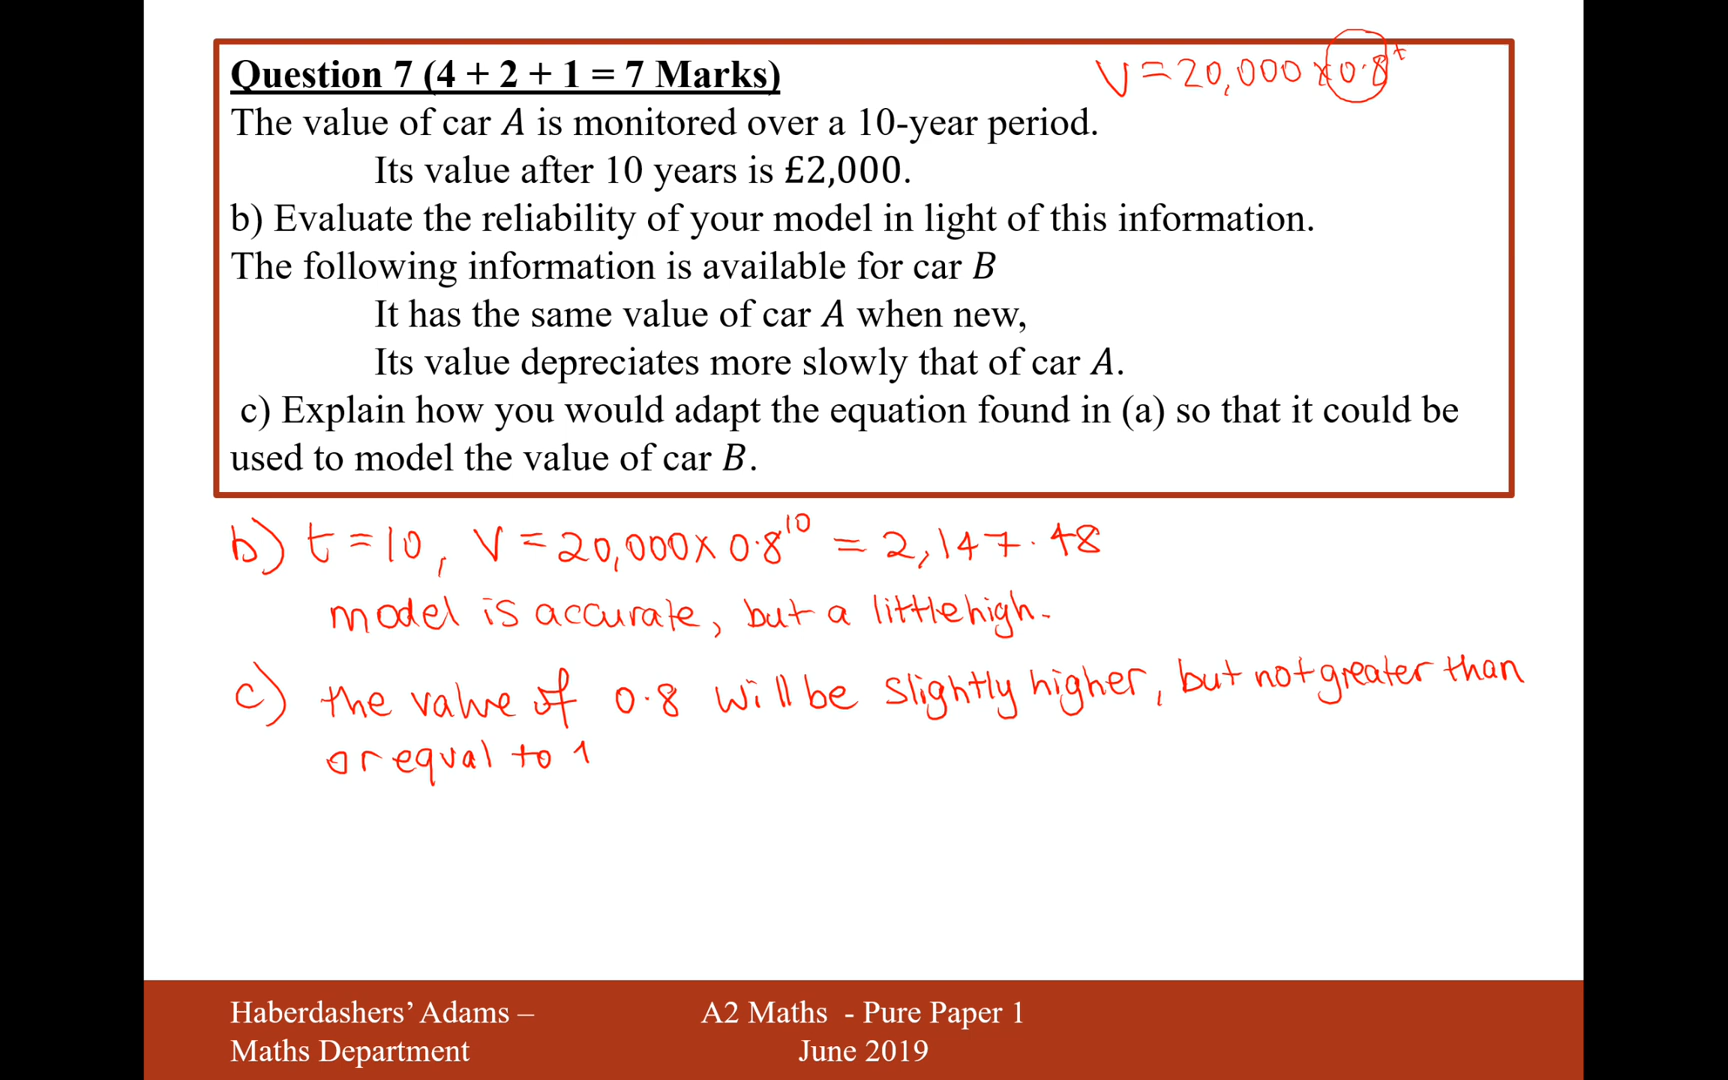 V = 20,000 × 0.8^t
Question 7 (4 + 2 + 1 = 7 Marks)
The value of car A is monitored over a 10-year period.
Its value after 10 years is £2,000.
b) Evaluate the reliability of your model in light of this information.
The following information is available for car B
It has the same value of car A when new,
Its value depreciates more slowly that of car A.
c) Explain how you would adapt the equation found in (a) so that it could be
used to model the value of car B.
b) t = 10, V = 20,000 × 0.8^10 = 2,147.48
model is accurate, but a little high.
c) the value of 0.8 will be slightly higher, but not greater than
or equal to 1
Haberdashers’ Adams –
Maths Department
A2 Maths - Pure Paper 1
June 2019